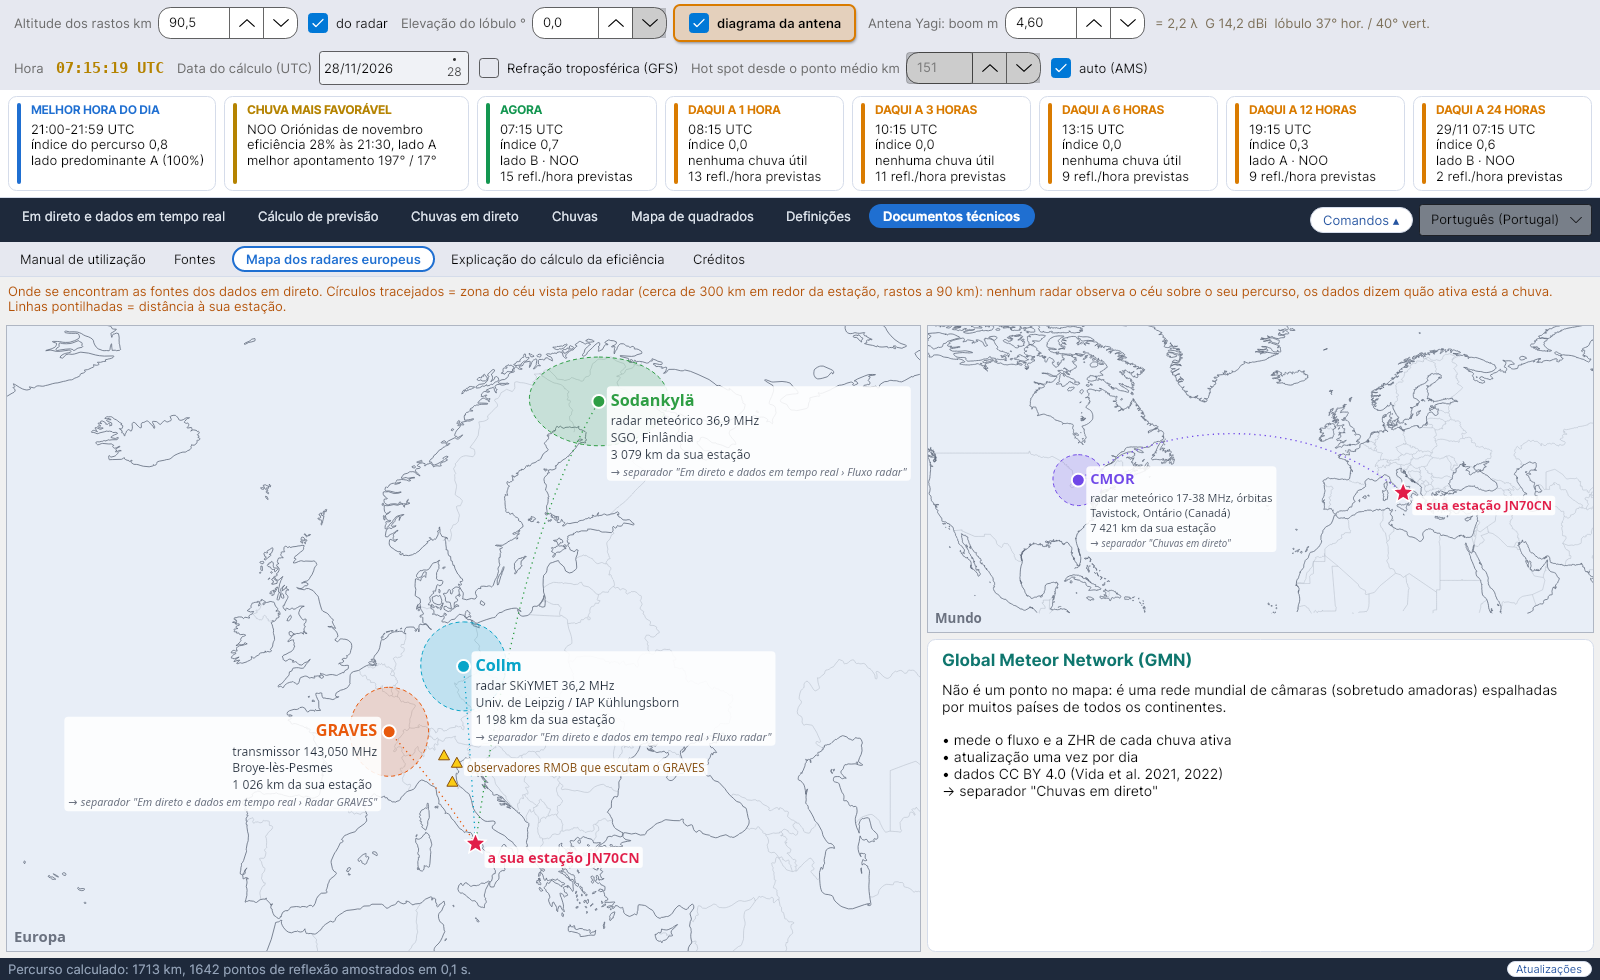 Altitude dos rastos km 90,5 do radar Elevação do lóbulo ° 0,0 diagrama da antena Antena Yagi: boom m 4,60 = 2,2 λ G 14,2 dBi lóbulo 37° hor. / 40° vert.
Hora 07:15:19 UTC Data do cálculo (UTC) 28/11/2026 28 Refração troposférica (GFS) Hot spot desde o ponto médio km 151 auto (AMS)
MELHOR HORA DO DIA
21:00-21:59 UTC
índice do percurso 0,8
lado predominante A (100%)
CHUVA MAIS FAVORÁVEL
NOO Oriónidas de novembro
eficiência 28% às 21:30, lado A
melhor apontamento 197° / 17°
AGORA
07:15 UTC
índice 0,7
lado B · NOO
15 refl./hora previstas
DAQUI A 1 HORA
08:15 UTC
índice 0,0
nenhuma chuva útil
13 refl./hora previstas
DAQUI A 3 HORAS
10:15 UTC
índice 0,0
nenhuma chuva útil
11 refl./hora previstas
DAQUI A 6 HORAS
13:15 UTC
índice 0,0
nenhuma chuva útil
9 refl./hora previstas
DAQUI A 12 HORAS
19:15 UTC
índice 0,3
lado A · NOO
9 refl./hora previstas
DAQUI A 24 HORAS
29/11 07:15 UTC
índice 0,6
lado B · NOO
2 refl./hora previstas
Em direto e dados em tempo real Cálculo de previsão Chuvas em direto Chuvas Mapa de quadrados Definições Documentos técnicos Comandos ▴ Português (Portugal)
Manual de utilização Fontes Mapa dos radares europeus Explicação do cálculo da eficiência Créditos
Onde se encontram as fontes dos dados em direto. Círculos tracejados = zona do céu vista pelo radar (cerca de 300 km em redor da estação, rastos a 90 km): nenhum radar observa o céu sobre o seu percurso, os dados dizem quão ativa está a chuva.
Linhas pontilhadas = distância à sua estação.
Sodankylä
radar meteórico 36,9 MHz
SGO, Finlândia
3 079 km da sua estação
→ separador "Em direto e dados em tempo real › Fluxo radar"
Collm
radar SKiYMET 36,2 MHz
Univ. de Leipzig / IAP Kühlungsborn
1 198 km da sua estação
→ separador "Em direto e dados em tempo real › Fluxo radar"
GRAVES
transmissor 143,050 MHz
Broye-lès-Pesmes
1 026 km da sua estação
→ separador "Em direto e dados em tempo real › Radar GRAVES"
observadores RMOB que escutam o GRAVES
a sua estação JN70CN
Europa
CMOR
radar meteórico 17-38 MHz, órbitas
Tavistock, Ontário (Canadá)
7 421 km da sua estação
→ separador "Chuvas em direto"
a sua estação JN70CN
Mundo
Global Meteor Network (GMN)
Não é um ponto no mapa: é uma rede mundial de câmaras (sobretudo amadoras) espalhadas
por muitos países de todos os continentes.
• mede o fluxo e a ZHR de cada chuva ativa
• atualização uma vez por dia
• dados CC BY 4.0 (Vida et al. 2021, 2022)
→ separador "Chuvas em direto"
Percurso calculado: 1713 km, 1642 pontos de reflexão amostrados em 0,1 s. Atualizações